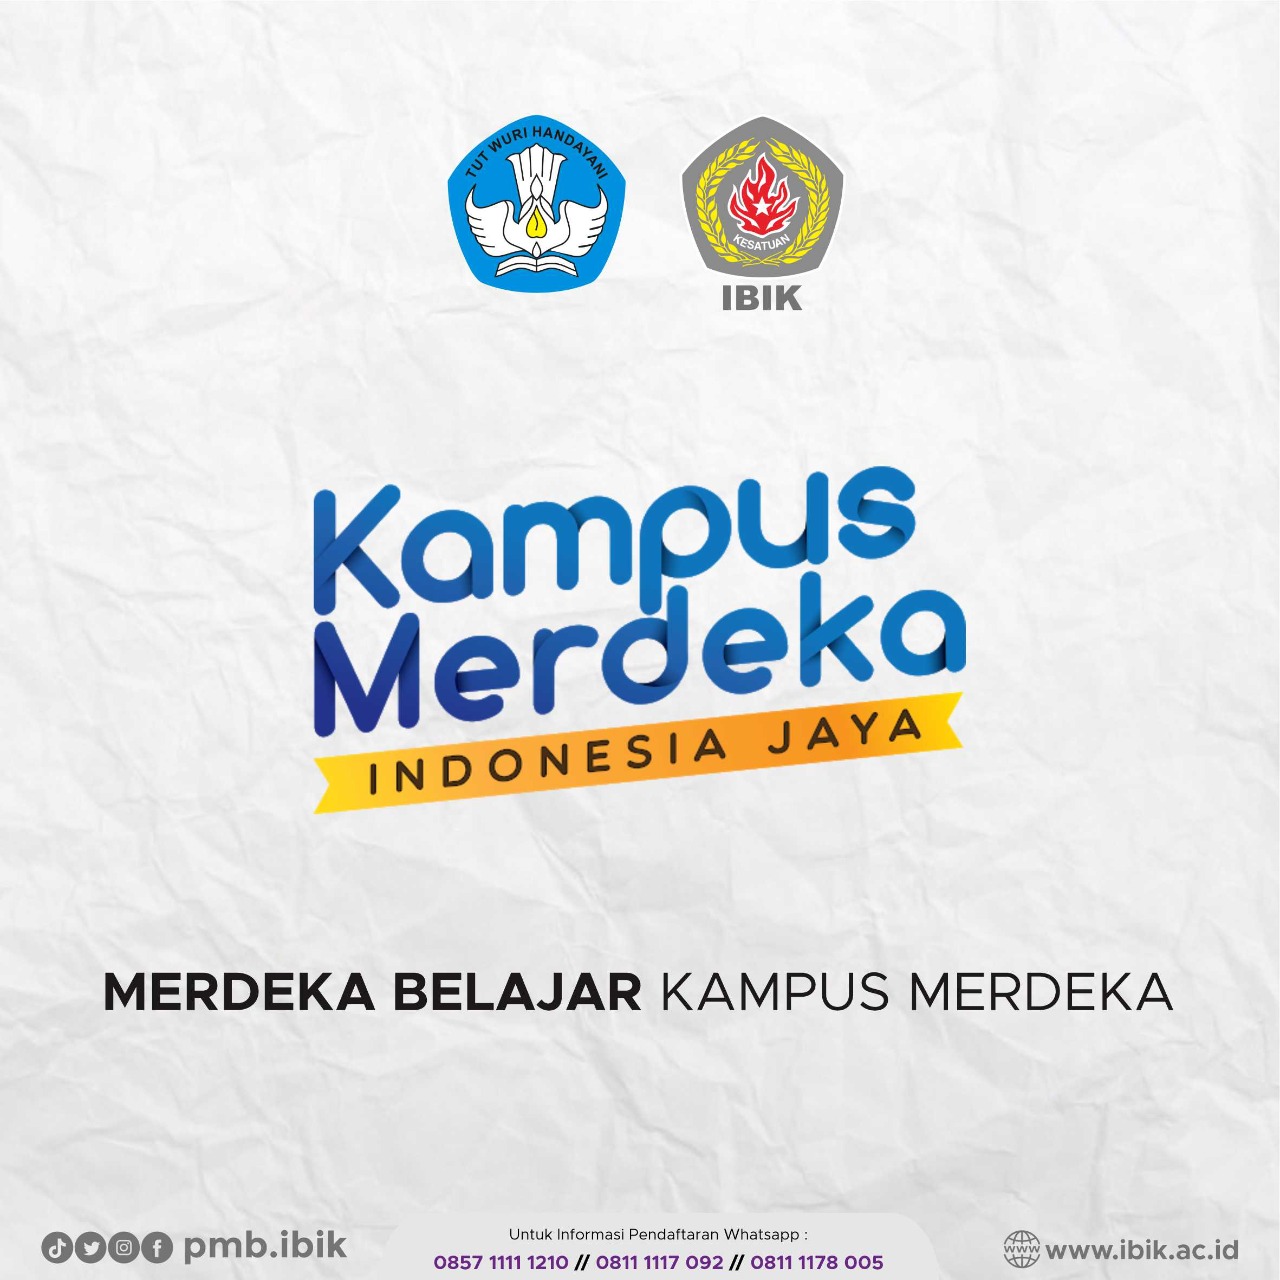 TUT WURI HANDAYANI
KESATUAN
IBIK
Kampus
Merdeka
INDONESIA JAYA
MERDEKA BELAJAR KAMPUS MERDEKA
pmb.ibik
Untuk Informasi Pendaftaran Whatsapp :
0857 1111 1210 // 0811 1117 092 // 0811 1178 005
www
www.ibik.ac.id